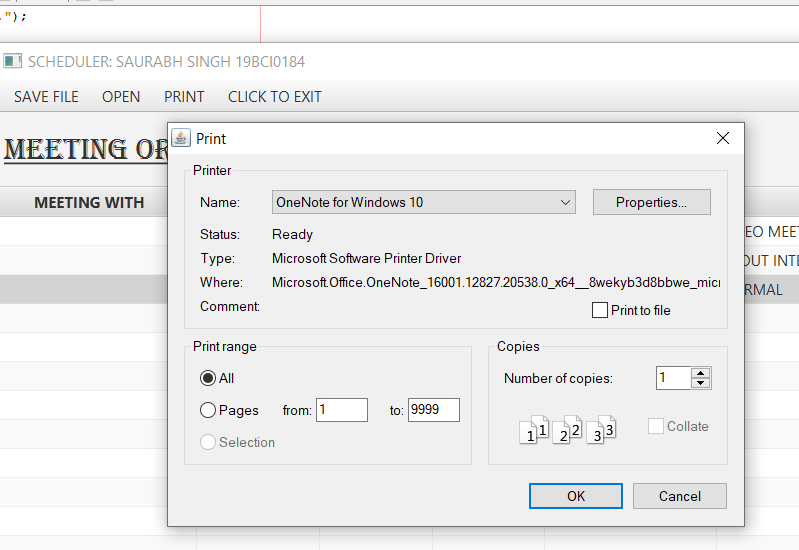 ");
SCHEDULER: SAURABH SINGH 19BCI0184
SAVE FILE OPEN PRINT CLICK TO EXIT
MEETING OR
MEETING WITH
EO MEET
OUT INTE
RMAL
Print
Printer
Name: OneNote for Windows 10 Properties...
Status: Ready
Type: Microsoft Software Printer Driver
Where: Microsoft.Office.OneNote_16001.12827.20538.0_x64__8wekyb3d8bbwe_micr
Comment:
Print to file
Print range
All
Pages from: 1 to: 9999
Selection
Copies
Number of copies: 1
1 1 2 2 3 3 Collate
OK Cancel